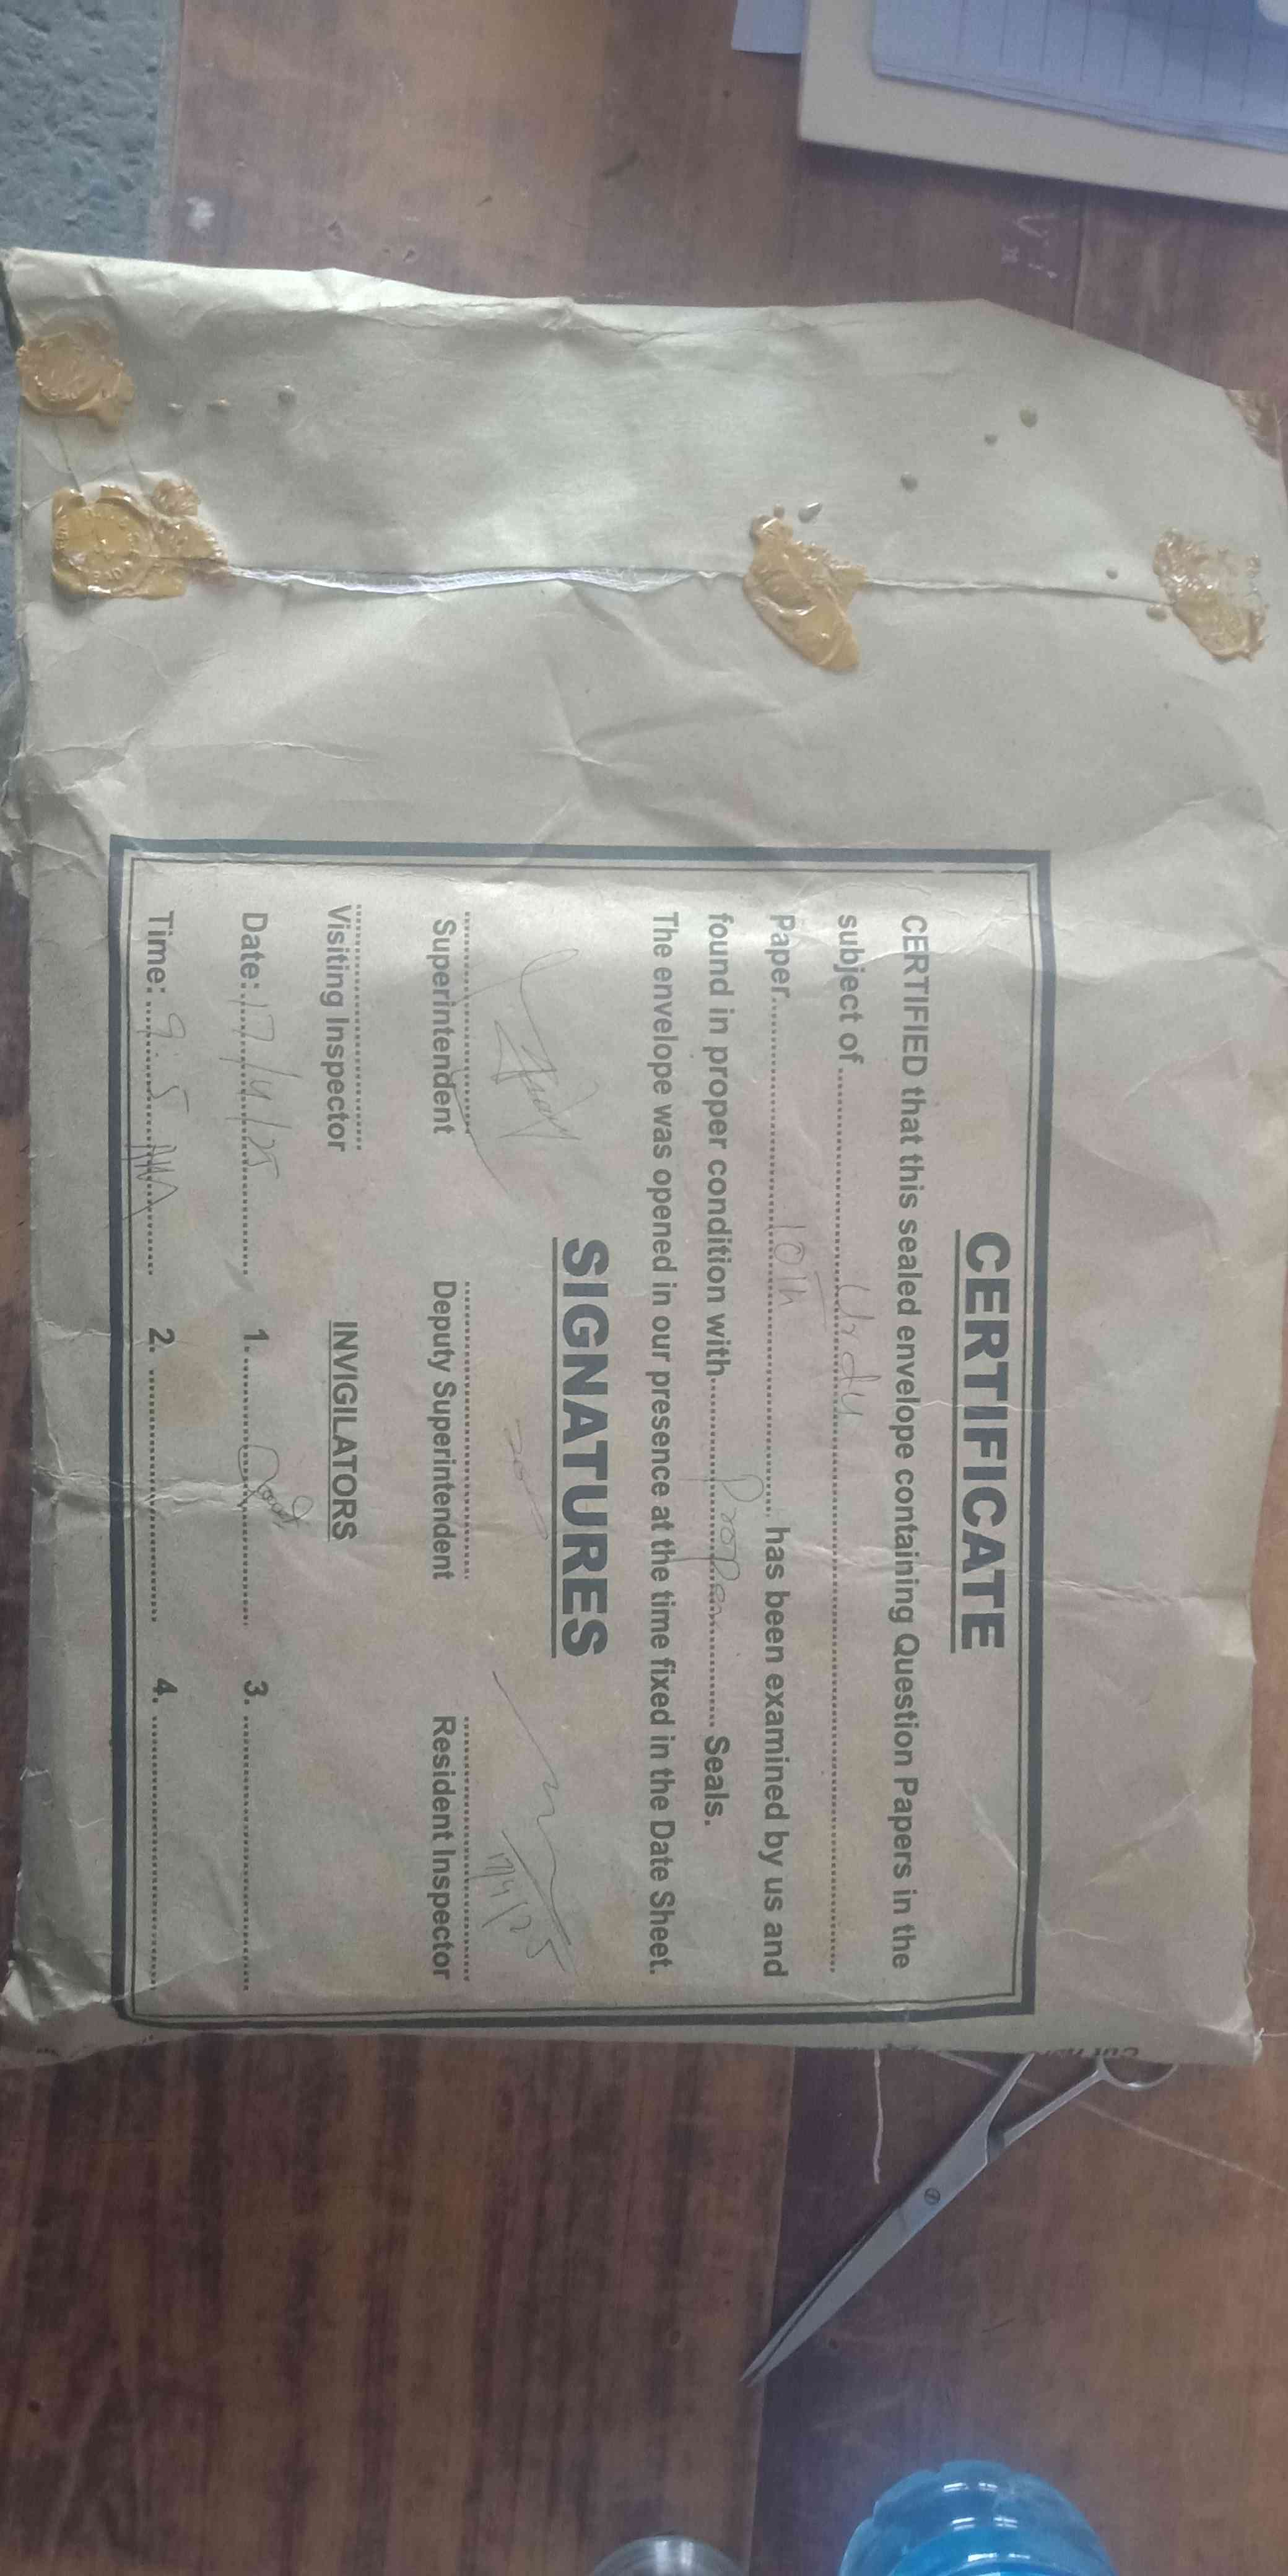 CERTIFICATE
CERTIFIED that this sealed envelope containing Question Papers in the
subject of ........ Urdu ........
Paper........ 10th ........ has been examined by us and
found in proper condition with........ Proper ........ Seals.
The envelope was opened in our presence at the time fixed in the Date Sheet.
SIGNATURES
17/4/25
Superintendent Deputy Superintendent Resident Inspector
Visiting Inspector
INVIGILATORS
Date: 17/4/25 1. ........ 3. ........
Time: 9:5 AM 2. ........ 4. ........